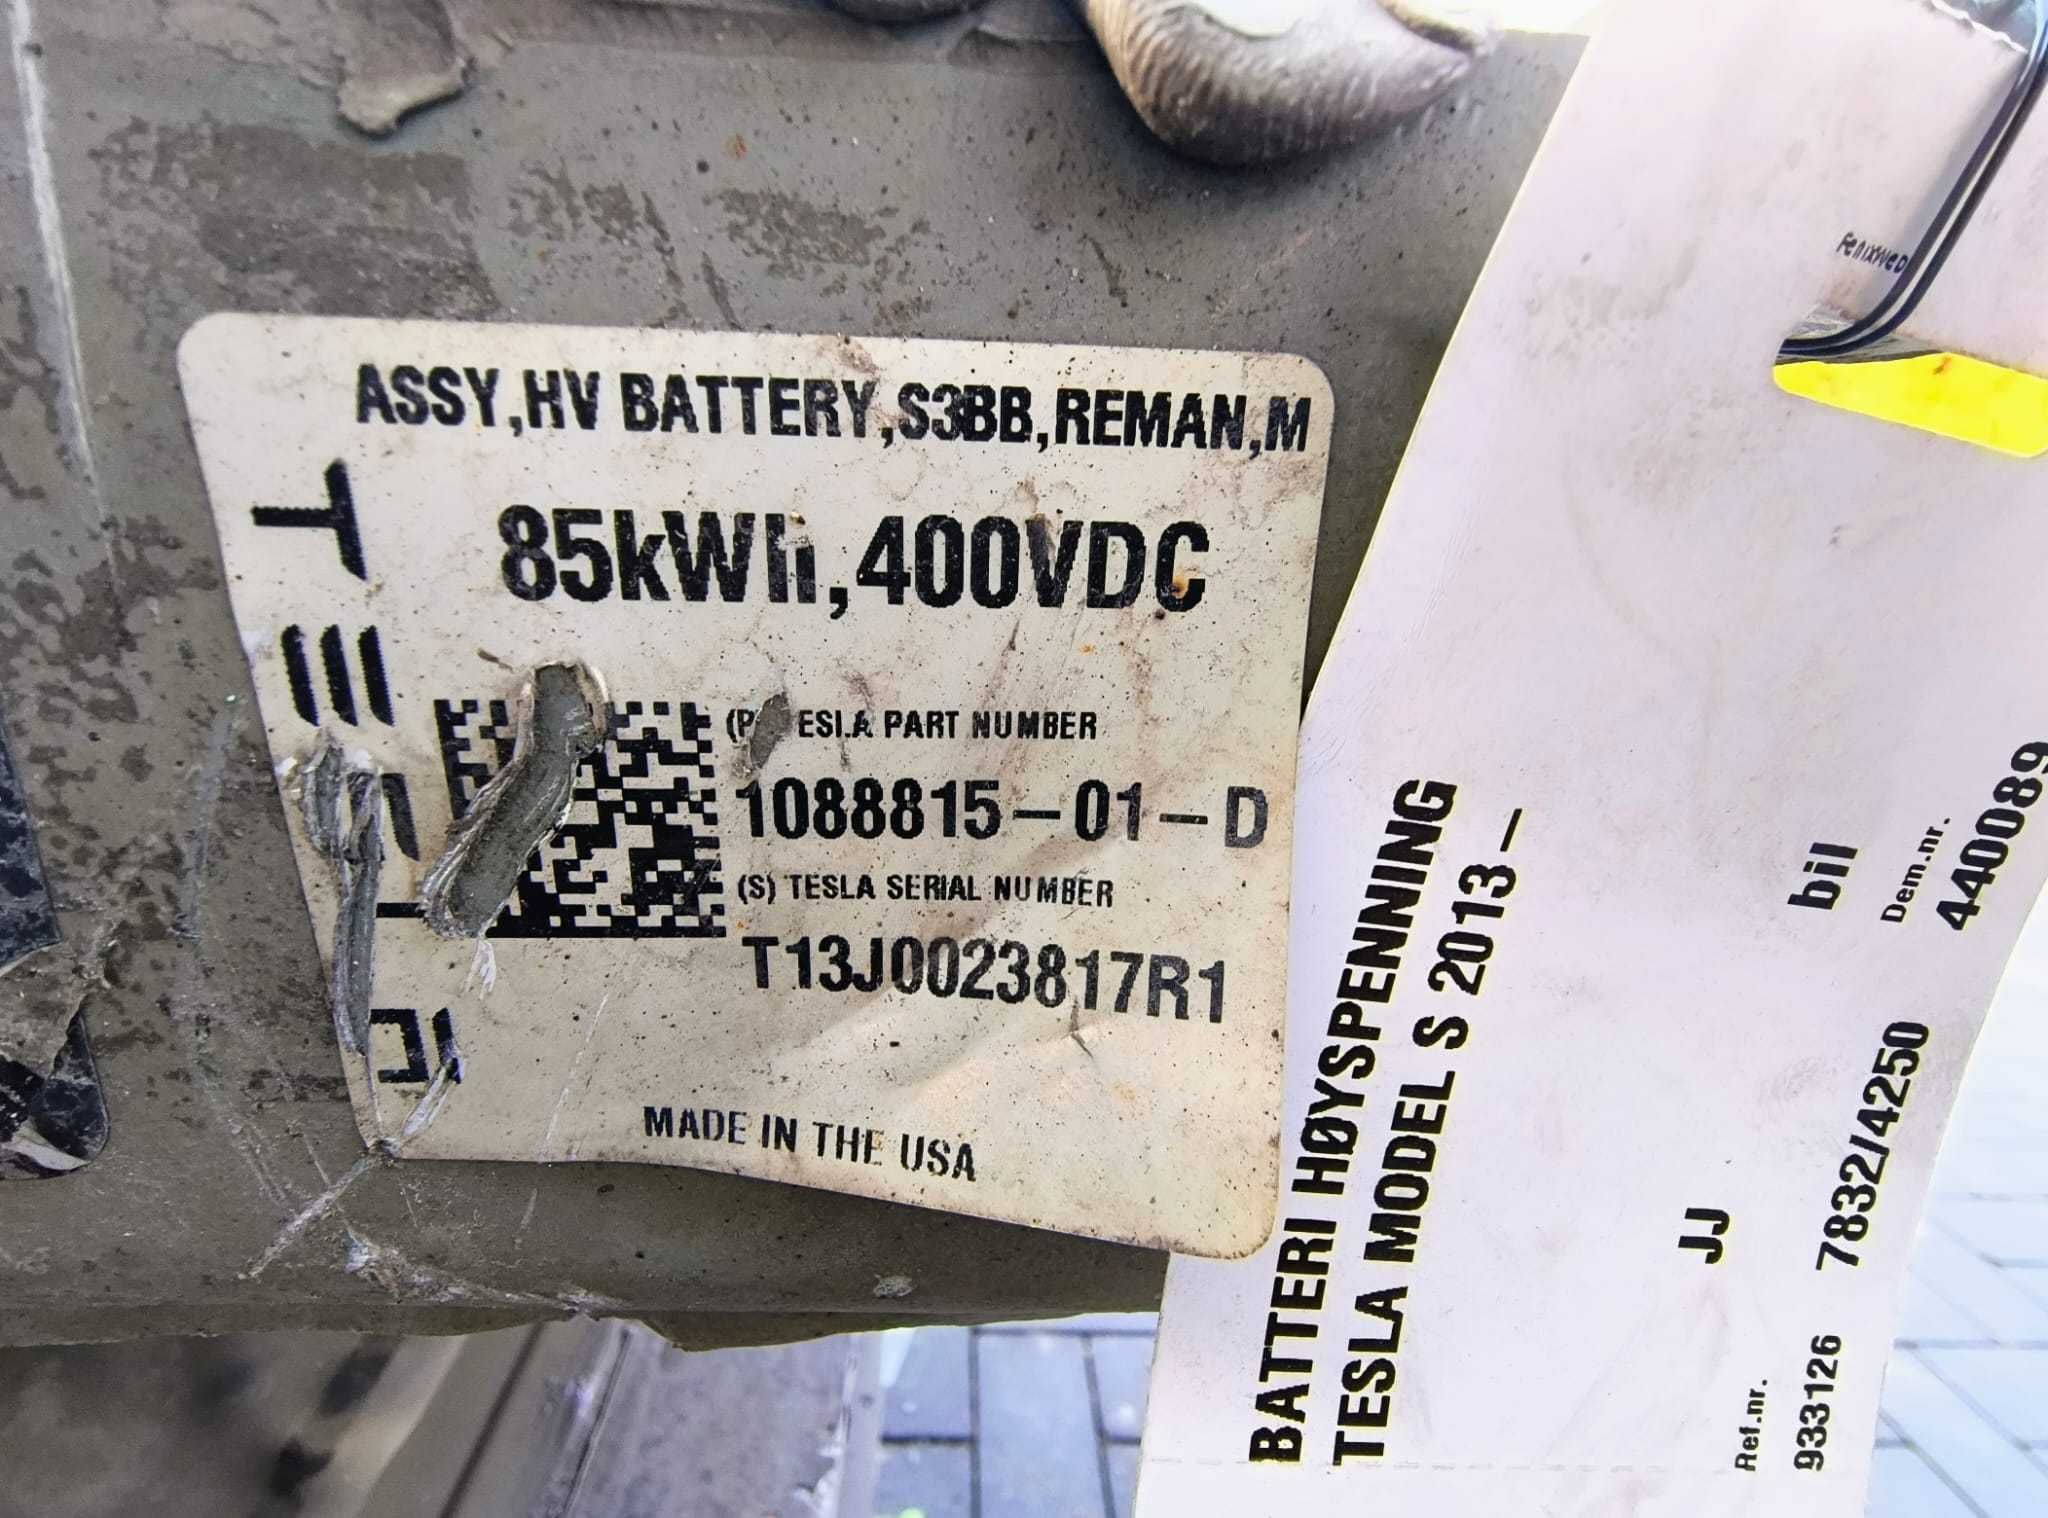 ASSY,HV BATTERY,S3BB,REMAN,M
85kWh,400VDC
TESLA PART NUMBER
1088815-01-D
(S) TESLA SERIAL NUMBER
T13J0023817R1
MADE IN THE USA
BATTERI HØYSPENNING
TESLA MODEL S 2013 -
JJ
bil
Ref.nr.
Dem.nr.
933126 7832/4250 440089